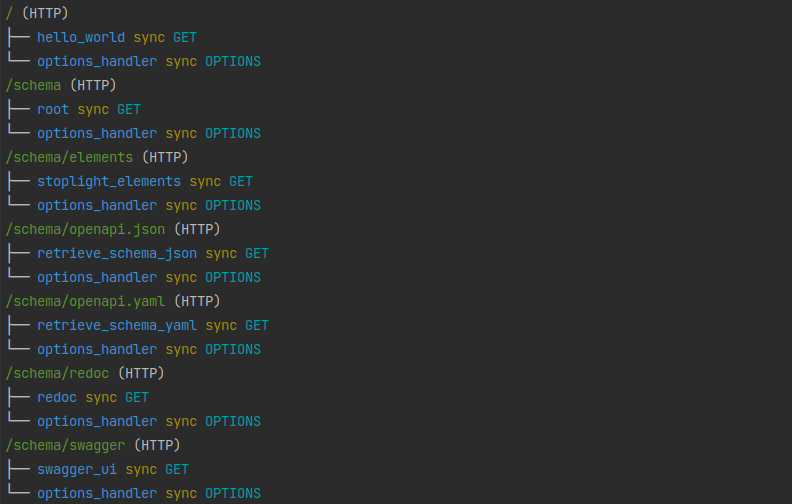 / (HTTP)
├── hello_world sync GET
└── options_handler sync OPTIONS
/schema (HTTP)
├── root sync GET
└── options_handler sync OPTIONS
/schema/elements (HTTP)
├── stoplight_elements sync GET
└── options_handler sync OPTIONS
/schema/openapi.json (HTTP)
├── retrieve_schema_json sync GET
└── options_handler sync OPTIONS
/schema/openapi.yaml (HTTP)
├── retrieve_schema_yaml sync GET
└── options_handler sync OPTIONS
/schema/redoc (HTTP)
├── redoc sync GET
└── options_handler sync OPTIONS
/schema/swagger (HTTP)
├── swagger_ui sync GET
└── options_handler sync OPTIONS